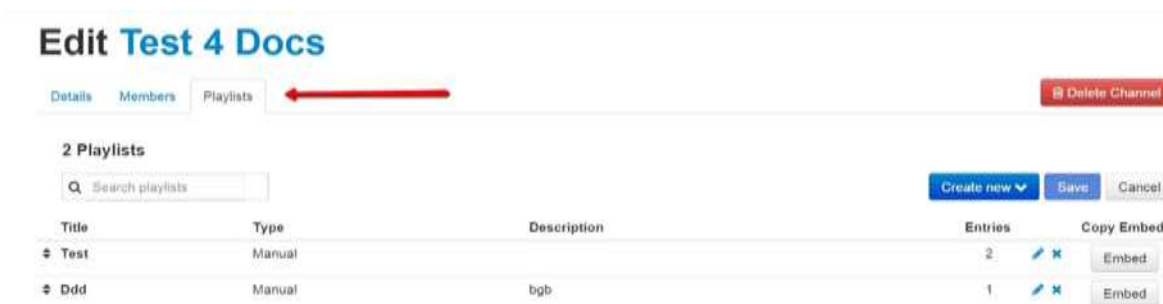 Edit Test 4 Docs
Details Members Playlists
Delete Channel
2 Playlists
Search playlists
Create new Save Cancel
Title Type Description Entries Copy Embed
Test Manual 2 Embed
Ddd Manual bgb 1 Embed